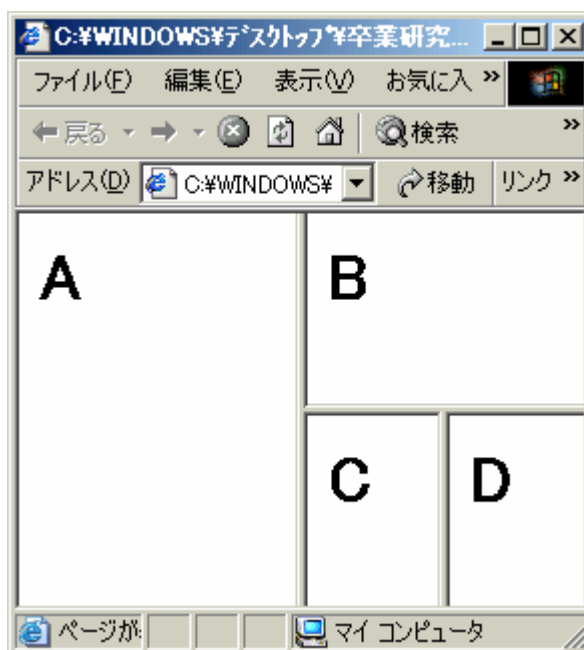 C:¥WINDOWS¥ﾃﾞｽｸﾄｯﾌﾟ¥卒業研究...
ファイル(F) 編集(E) 表示(V) お気に入 »
戻る 検索 »
アドレス(D) C:¥WINDOWS¥ 移動 リンク »
A B
C D
ページが マイ コンピュータ